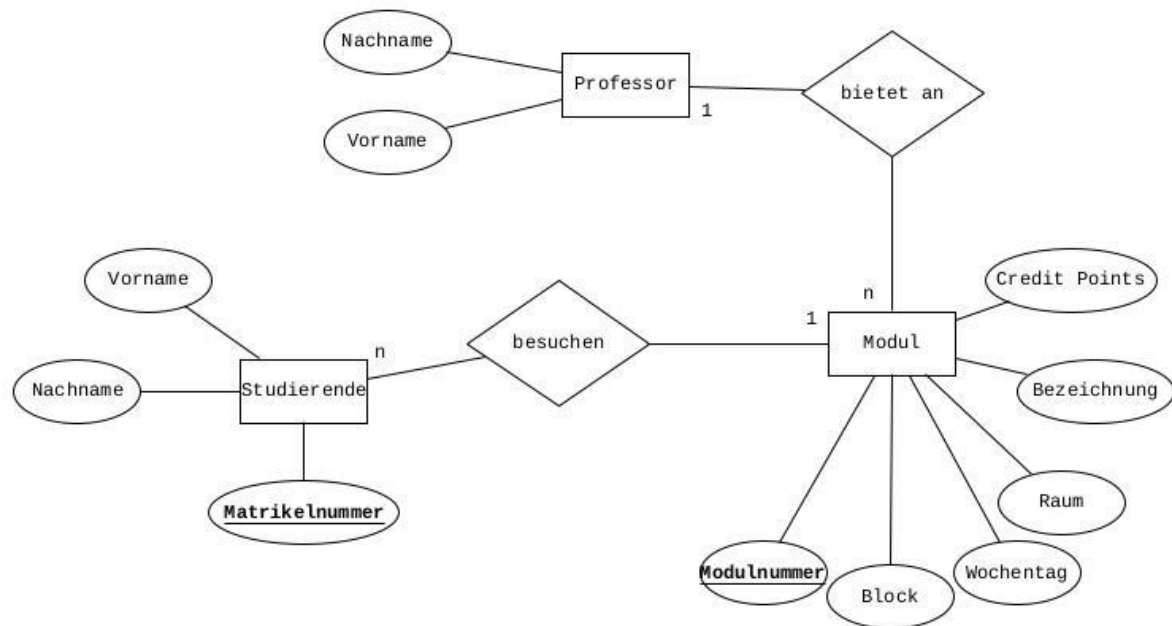 Nachname
Professor
bietet an
1
Vorname
Vorname
Credit Points
n
1
besuchen
Modul
n
Nachname
Studierende
Bezeichnung
Matrikelnummer
Raum
Modulnummer
Wochentag
Block